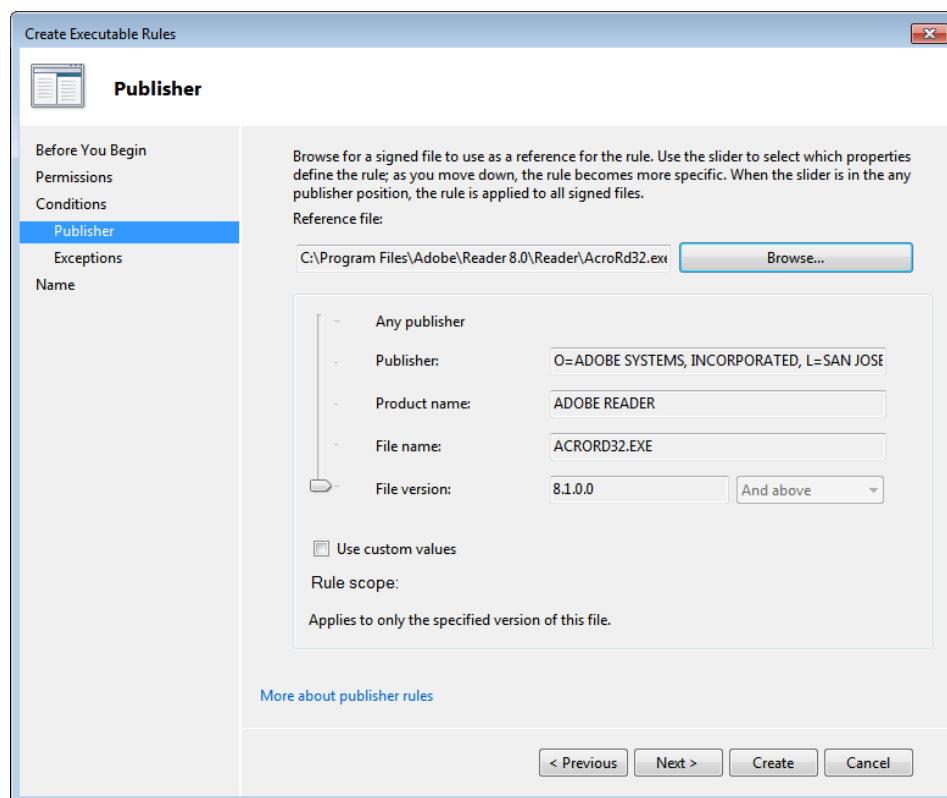 Create Executable Rules
Publisher
Before You Begin
Permissions
Conditions
Publisher
Exceptions
Name
Browse for a signed file to use as a reference for the rule. Use the slider to select which properties
define the rule; as you move down, the rule becomes more specific. When the slider is in the any
publisher position, the rule is applied to all signed files.
Reference file:
C:\Program Files\Adobe\Reader 8.0\Reader\AcroRd32.exe
Browse...
Any publisher
Publisher:
O=ADOBE SYSTEMS, INCORPORATED, L=SAN JOSE
Product name:
ADOBE READER
File name:
ACRORD32.EXE
File version:
8.1.0.0
And above
Use custom values
Rule scope:
Applies to only the specified version of this file.
More about publisher rules
< Previous
Next >
Create
Cancel